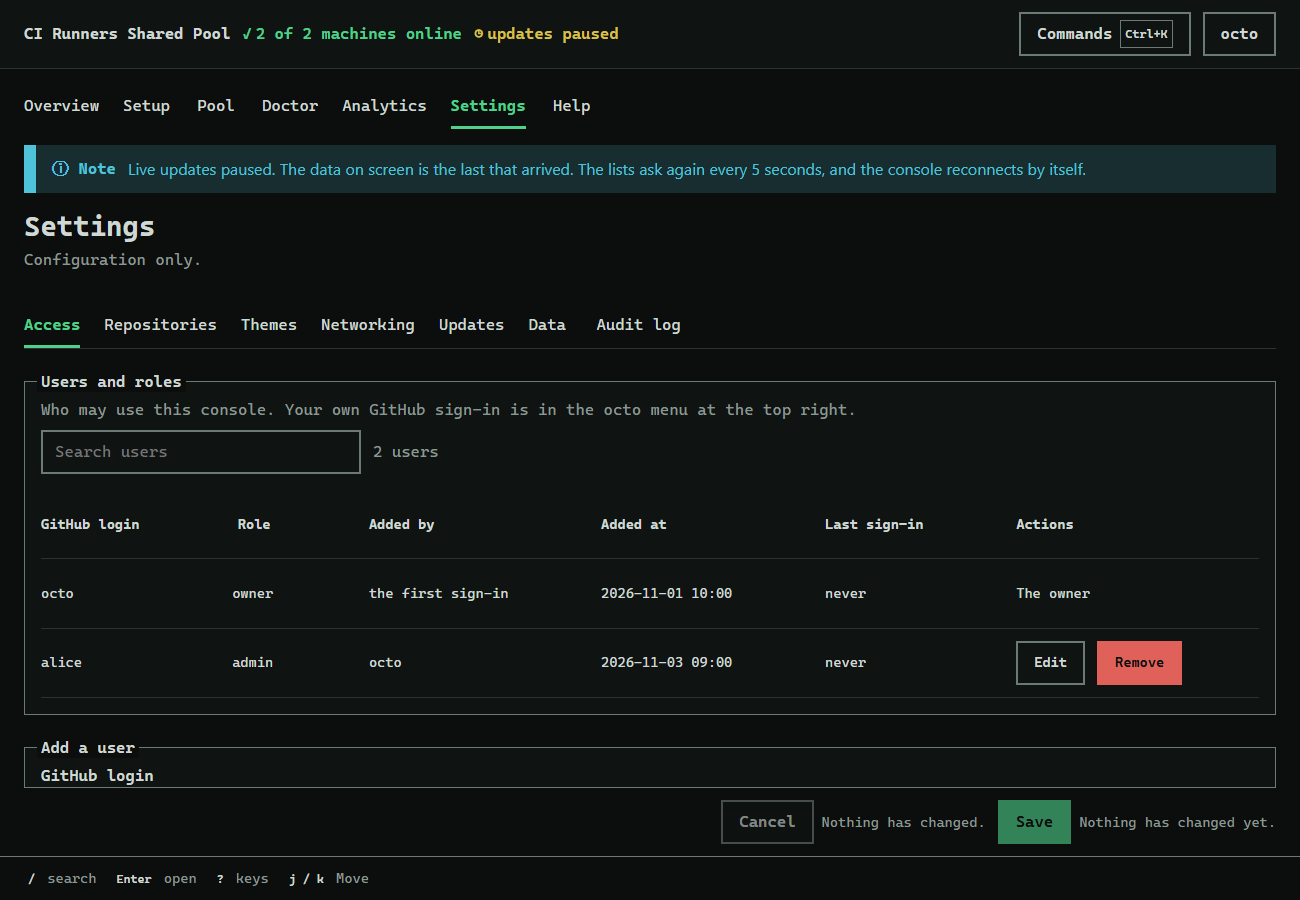 CI Runners Shared Pool ✓2 of 2 machines online updates paused
Commands Ctrl+K octo
Overview Setup Pool Doctor Analytics Settings Help
Note Live updates paused. The data on screen is the last that arrived. The lists ask again every 5 seconds, and the console reconnects by itself.
Settings
Configuration only.
Access Repositories Themes Networking Updates Data Audit log
Users and roles
Who may use this console. Your own GitHub sign-in is in the octo menu at the top right.
Search users 2 users
GitHub login Role Added by Added at Last sign-in Actions
octo owner the first sign-in 2026-11-01 10:00 never The owner
alice admin octo 2026-11-03 09:00 never Edit Remove
Add a user
GitHub login
Cancel Nothing has changed. Save Nothing has changed yet.
/ search Enter open ? keys j / k Move